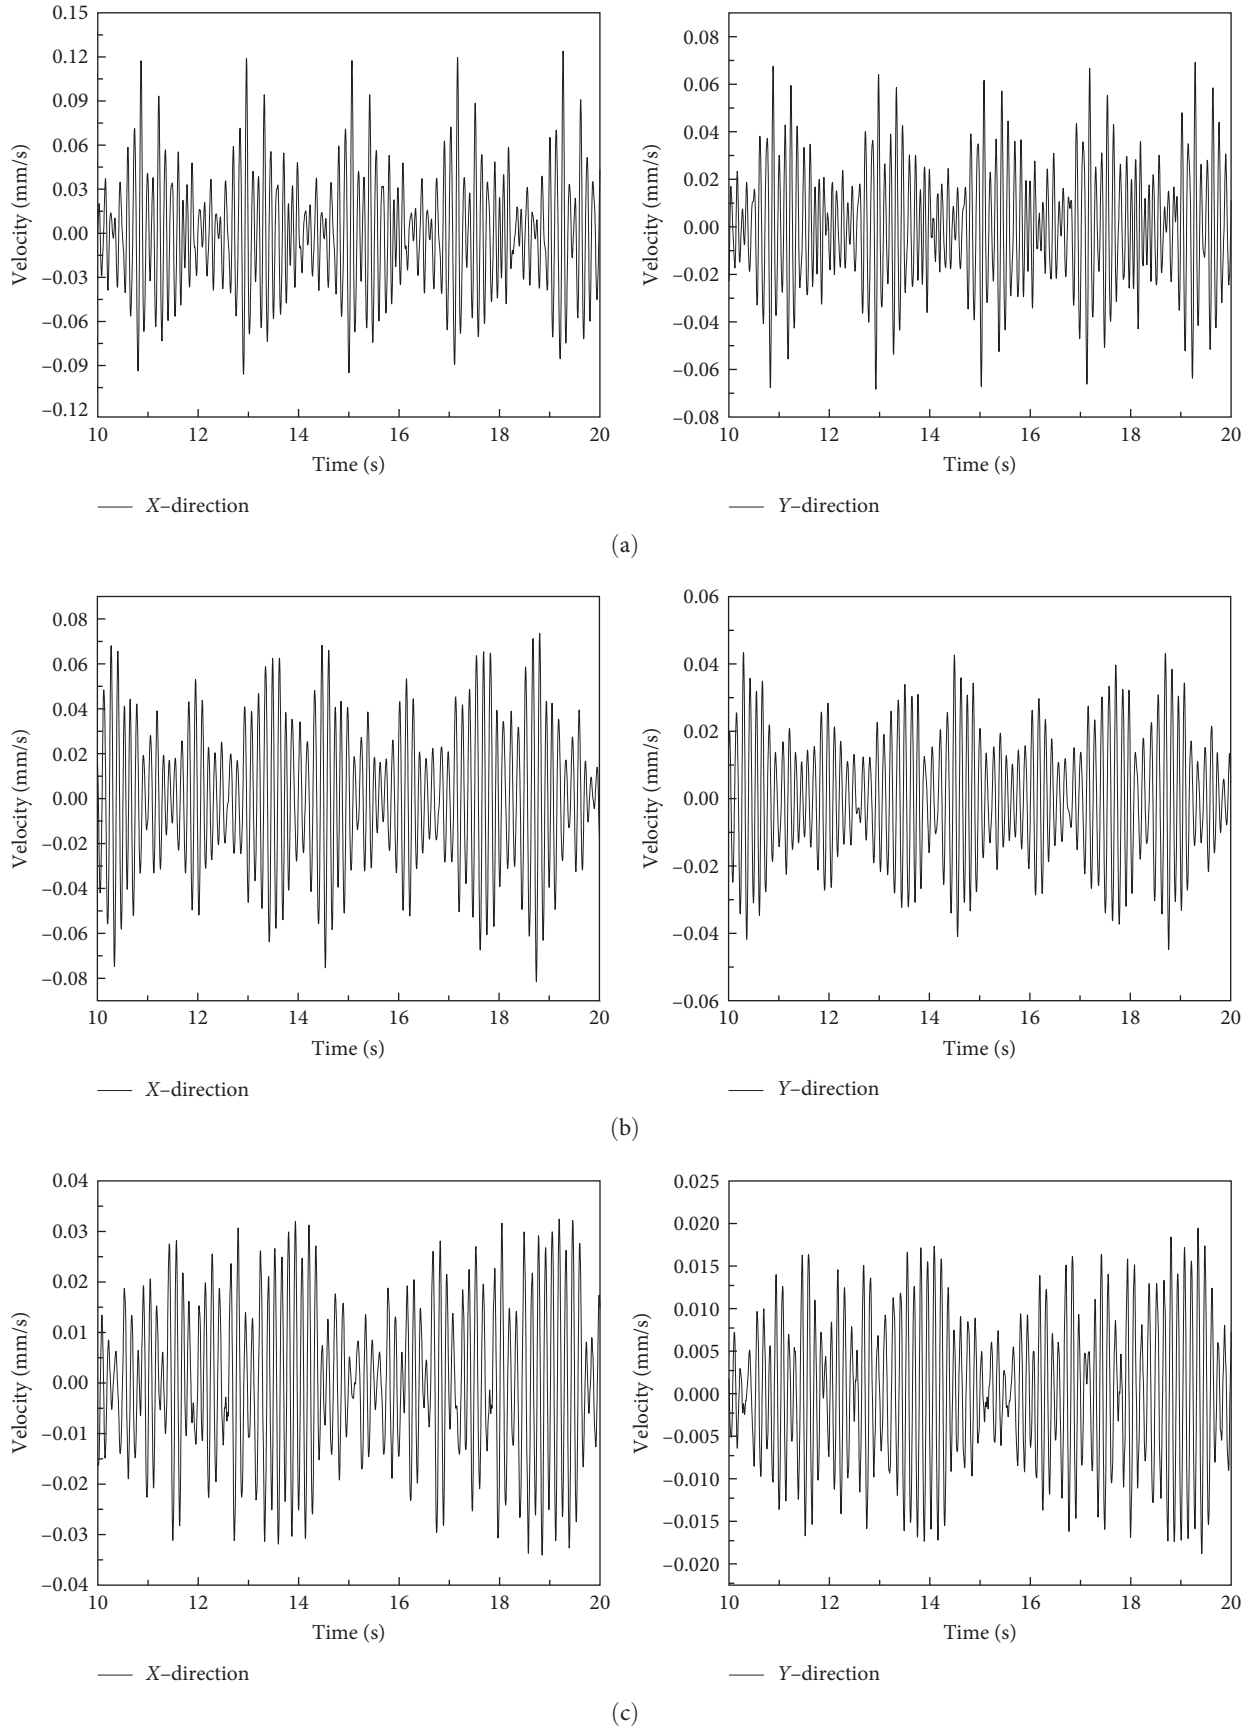 0.15
0.12
0.09
0.06
0.03
0.00
–0.03
–0.06
–0.09
–0.12
Velocity (mm/s)
10 12 14 16 18 20
Time (s)
X–direction
0.08
0.06
0.04
0.02
0.00
–0.02
–0.04
–0.06
–0.08
Velocity (mm/s)
10 12 14 16 18 20
Time (s)
Y–direction
(a)
0.08
0.06
0.04
0.02
0.00
–0.02
–0.04
–0.06
–0.08
Velocity (mm/s)
10 12 14 16 18 20
Time (s)
X–direction
0.06
0.04
0.02
0.00
–0.02
–0.04
–0.06
Velocity (mm/s)
10 12 14 16 18 20
Time (s)
Y–direction
(b)
0.04
0.03
0.02
0.01
0.00
–0.01
–0.02
–0.03
–0.04
Velocity (mm/s)
10 12 14 16 18 20
Time (s)
X–direction
0.025
0.020
0.015
0.010
0.005
0.000
–0.005
–0.010
–0.015
–0.020
Velocity (mm/s)
10 12 14 16 18 20
Time (s)
Y–direction
(c)